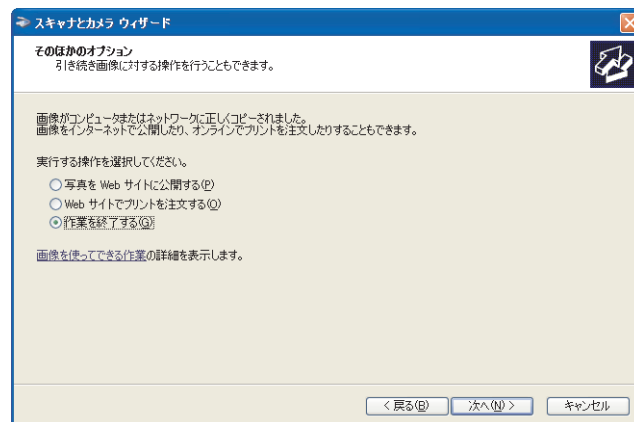 スキャナとカメラ ウィザード
そのほかのオプション
引き続き画像に対する操作を行うこともできます。
画像がコンピュータまたはネットワークに正しくコピーされました。
画像をインターネットで公開したり、オンラインでプリントを注文したりすることもできます。
実行する操作を選択してください。
写真を Web サイトに公開する(P)
Web サイトでプリントを注文する(O)
作業を終了する(G)
画像を使ってできる作業の詳細を表示します。
< 戻る(B) 次へ(N) > キャンセル